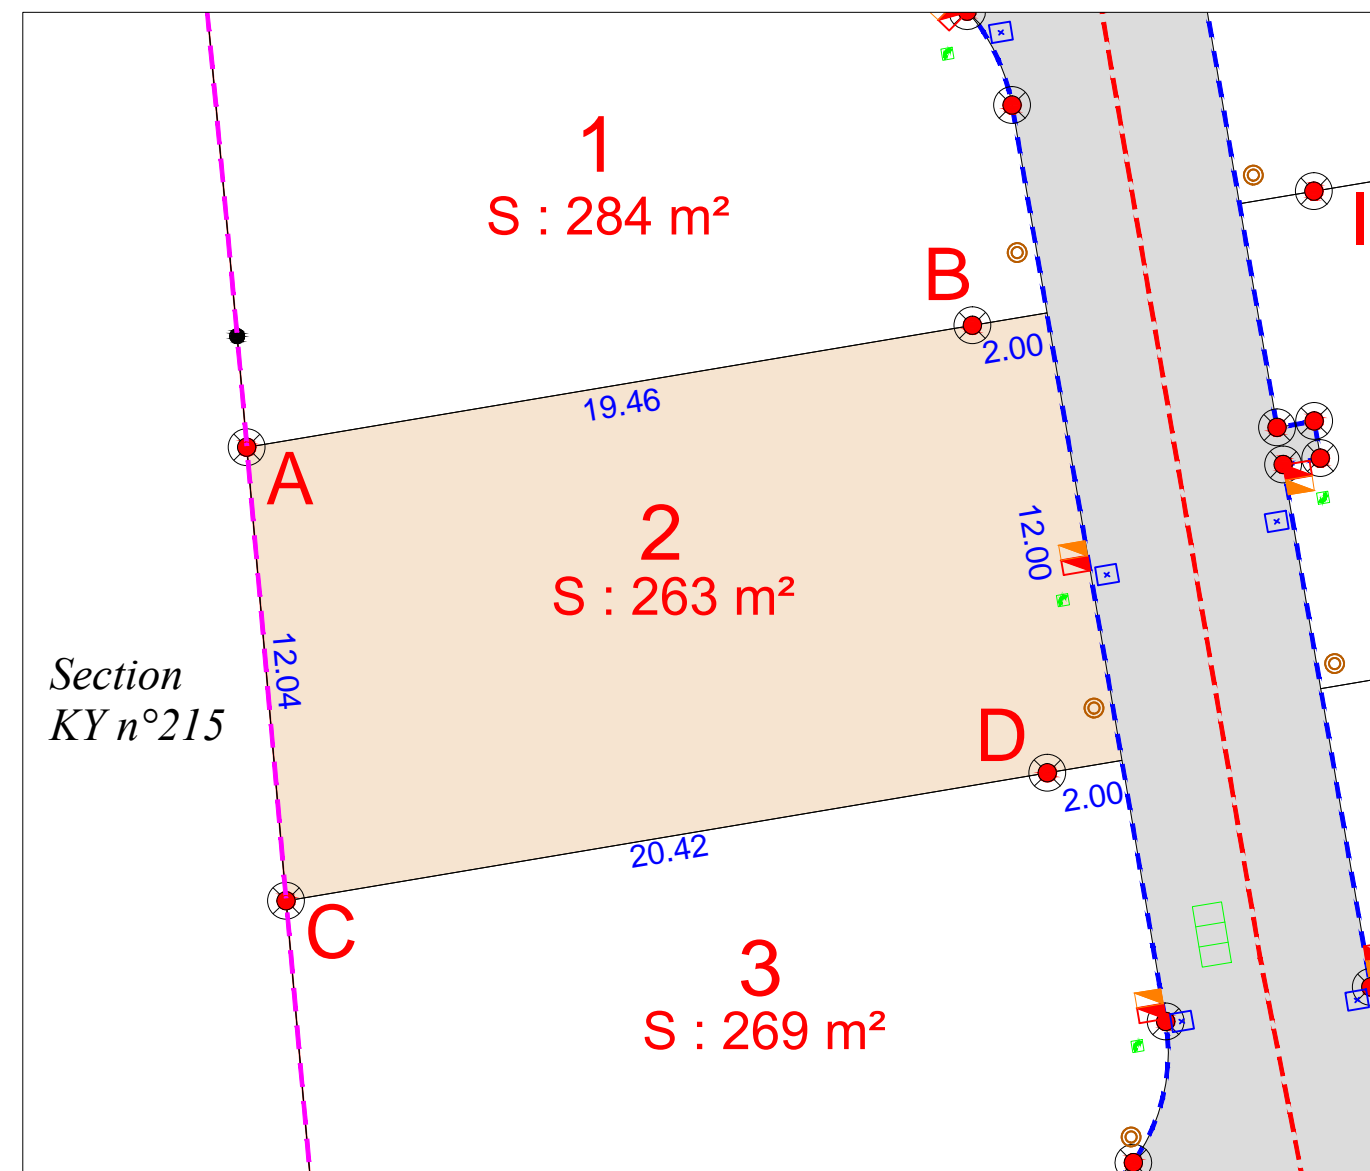 1
S : 284 m²
B
2.00
19.46
A
2
S : 263 m²
12.00
12.04
Section
KY n°215
D
2.00
20.42
C
3
S : 269 m²